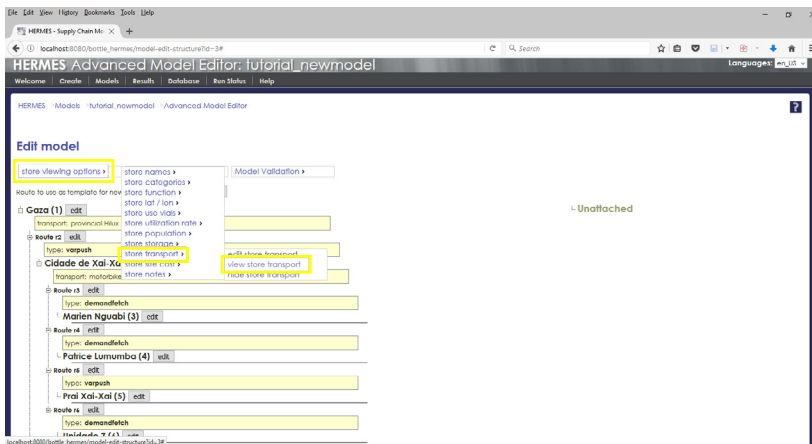 File Edit View History Bookmarks Tools Help
HERMES - Supply Chain Mo
localhost:8080/bottle_hermes/model-edit-structure?id=3#
Search
HERMES Advanced Model Editor: tutorial_newmodel
Languages: en_US
Welcome Create Models Results Database Run Status Help
HERMES Models tutorial_newmodel Advanced Model Editor
?
Edit model
store viewing options
Model Validation
store names
store categories
store function
store lat / lon
store use vials
store utilization rate
store population
store storage
store transport
store site cost
store notes
edit store transport
view store transport
hide store transport
Route to use as template for new
Unattached
Gaza (1) edit
transport: provincial Hilux
Route r2 edit
type: varpush
Cidade de Xai-Xa
transport: motorbike
Route r3 edit
type: demandfetch
Marien Nguabi (3) edit
Route r4 edit
type: demandfetch
Patrice Lumumba (4) edit
Route r5 edit
type: varpush
Prai Xai-Xai (5) edit
Route r6 edit
type: demandfetch
Unidade 7 (6) edit
localhost:8080/bottle_hermes/model-edit-structure?id=3#